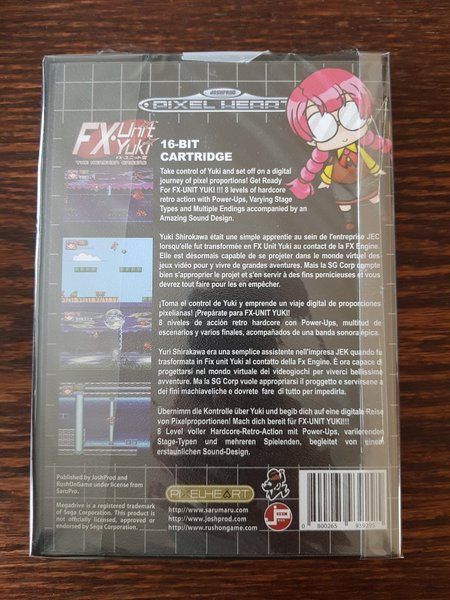 JOSHPROD
PIXEL HEART
FX-Unit
Yuki
FX-ユニット雪
THE HENSHIN ENGINE
16-BIT
CARTRIDGE
Take control of Yuki and set off on a digital
journey of pixel proportions! Get Ready
For FX-UNIT YUKI !!! 8 levels of hardcore
retro action with Power-Ups, Varying Stage
Types and Multiple Endings accompanied by an
Amazing Sound Design.
Yuki Shirokawa était une simple apprentie au sein de l'entreprise JEC
lorsqu'elle fut transformée en FX Unit Yuki au contact de la FX Engine.
Elle est désormais capable de se projeter dans le monde virtuel des
jeux vidéo pour y vivre de grandes aventures. Mais la SG Corp compte
bien s'approprier le projet et s'en servir à des fins pernicieuses et vous
devrez tout faire pour les en empêcher.
¡Toma el control de Yuki y emprende un viaje digital de proporciones
pixelianas! ¡Prepárate para FX-UNIT YUKI!
8 niveles de acción retro hardcore con Power-Ups, multitud de
escenarios y varios finales, acompañados de una banda sonora épica.
Yuri Shirakawa era una semplice assistente nell'impresa JEK quando fu
trasformata in Fix unit Yuki al contatto della Fx Engine. È ora capace di
progettarsi nel mondo virtuale dei videogiochi per viverci bellissime
avventure. Ma la SG Corp vuole appropriarsi il proggetto e servirsene a
dei fini machiaveliche e dovrete fare di tutto per impedirla.
Übernimm die Kontrolle über Yuki und begib dich auf eine digitale Reise
von Pixelproportionen! Mach dich bereit für FX-UNIT YUKI!!!!
8 Level voller Hardcore-Retro-Action mit Power-Ups, variierenden
Stage-Typen und mehreren Spielenden, begleitet von einem
erstaunlichen Sound-Design.
Published by JoshProd and
RushOnGame under license from
SaruPro.
Megadrive is a registered trademark
of Sega Corporation. This product is
not officially licensed, approved or
endorsed by Sega Corporation.
PIXELHEART
http://www.sarumaru.com
http://www.joshprod.com
http://www.rushongame.com
0 800265 959295